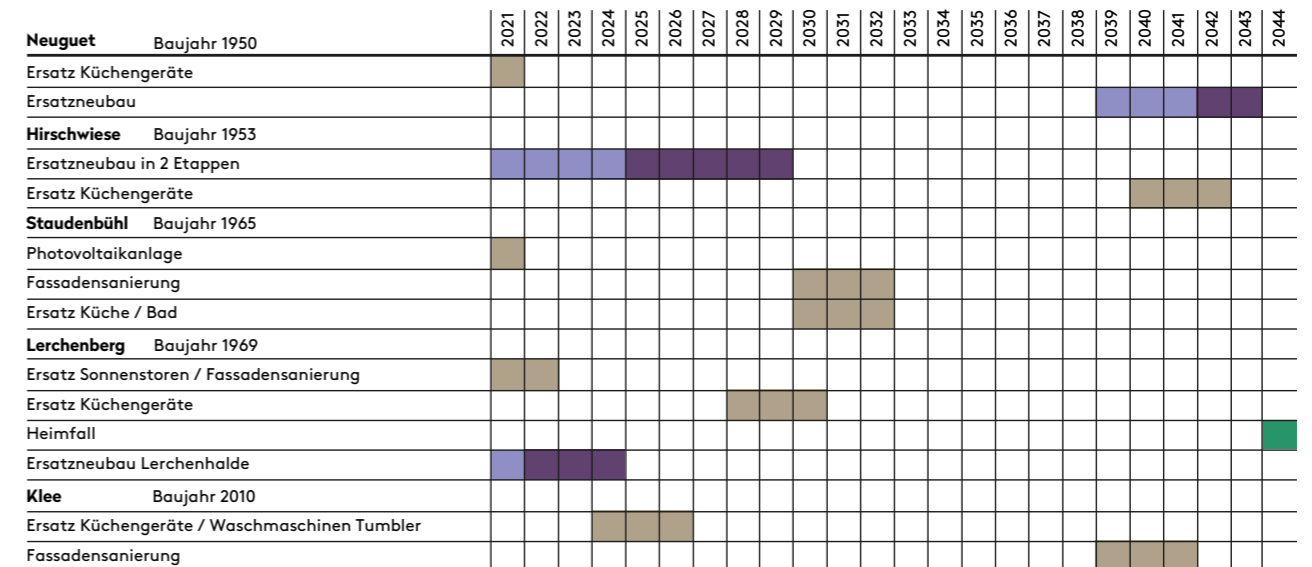 Neuguet Baujahr 1950 2021 2022 2023 2024 2025 2026 2027 2028 2029 2030 2031 2032 2033 2034 2035 2036 2037 2038 2039 2040 2041 2042 2043 2044
Ersatz Küchengeräte
Ersatzneubau
Hirschwiese Baujahr 1953
Ersatzneubau in 2 Etappen
Ersatz Küchengeräte
Staudenbühl Baujahr 1965
Photovoltaikanlage
Fassadensanierung
Ersatz Küche / Bad
Lerchenberg Baujahr 1969
Ersatz Sonnenstoren / Fassadensanierung
Ersatz Küchengeräte
Heimfall
Ersatzneubau Lerchenhalde
Klee Baujahr 2010
Ersatz Küchengeräte / Waschmaschinen Tumbler
Fassadensanierung